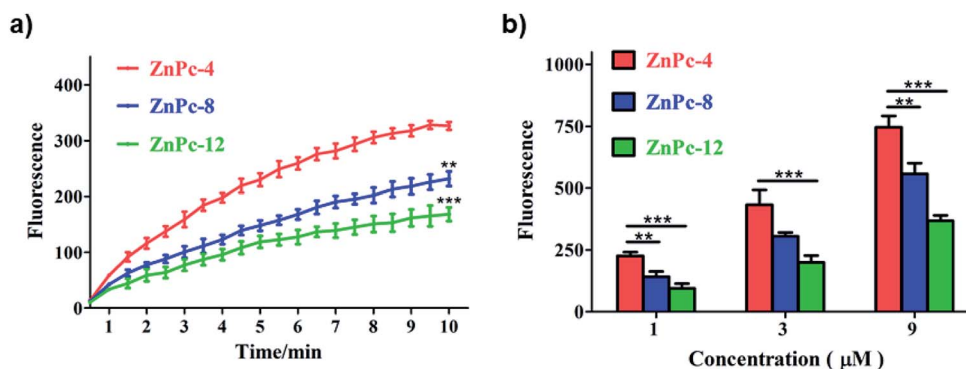 a)
ZnPc-4
ZnPc-8
ZnPc-12
Fluorescence
400
300
200
100
0
**
***
1 2 3 4 5 6 7 8 9 10
Time/min
b)
ZnPc-4
ZnPc-8
ZnPc-12
Fluorescence
1000
750
500
250
0
***
**
***
***
**
1 3 9
Concentration ( μM )